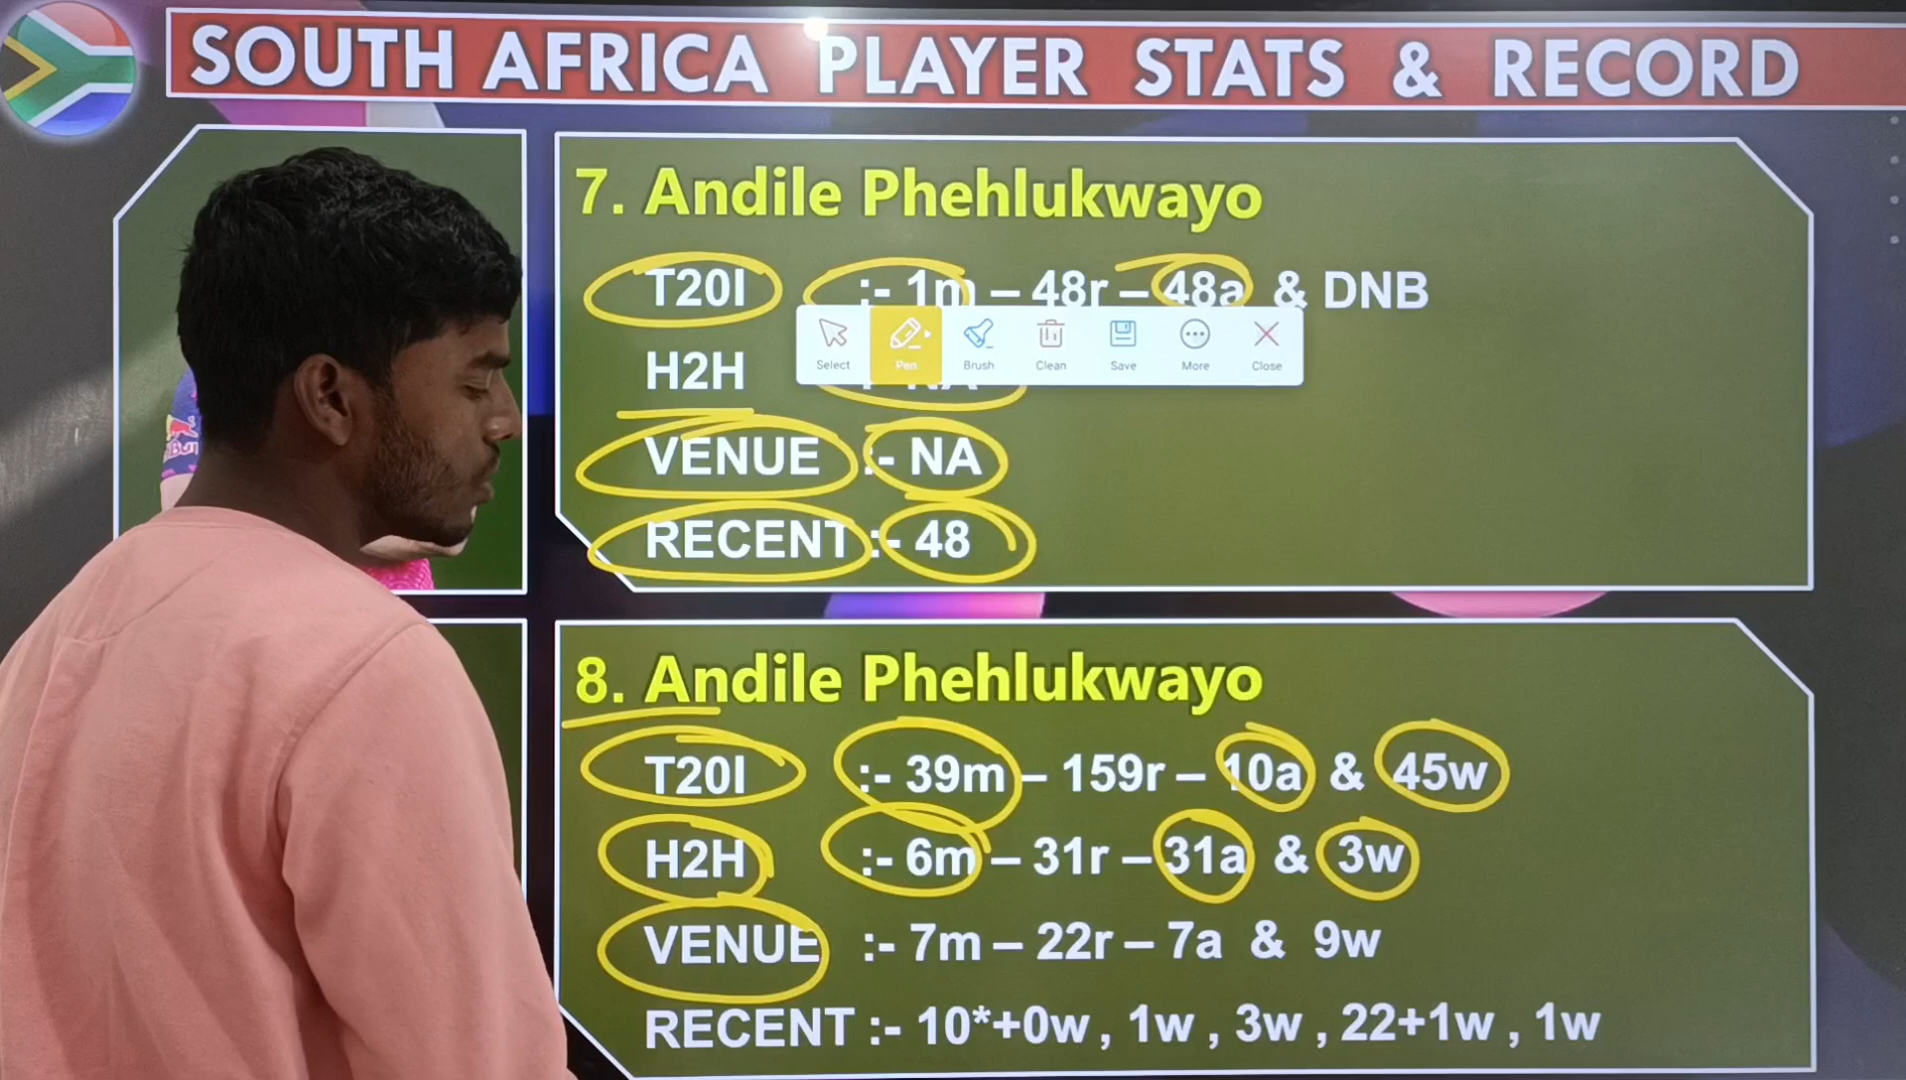 SOUTH AFRICA PLAYER STATS & RECORD
7. Andile Phehlukwayo
T20I :- 1m – 48r – 48a & DNB
Select Pen Brush Clean Save More Close
H2H :- NA
VENUE :- NA
RECENT :- 48
8. Andile Phehlukwayo
T20I :- 39m – 159r – 10a & 45w
H2H :- 6m – 31r – 31a & 3w
VENUE :- 7m – 22r – 7a & 9w
RECENT :- 10*+0w , 1w , 3w , 22+1w , 1w